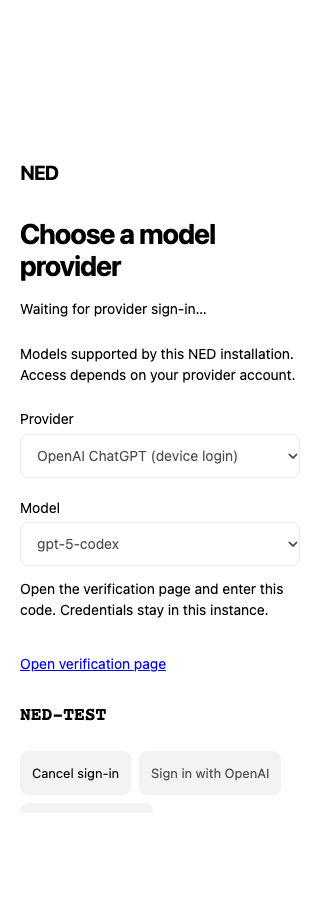 NED
Choose a model
provider
Waiting for provider sign-in…
Models supported by this NED installation.
Access depends on your provider account.
Provider
OpenAI ChatGPT (device login)
Model
gpt-5-codex
Open the verification page and enter this
code. Credentials stay in this instance.
Open verification page
NED-TEST
Cancel sign-in
Sign in with OpenAI